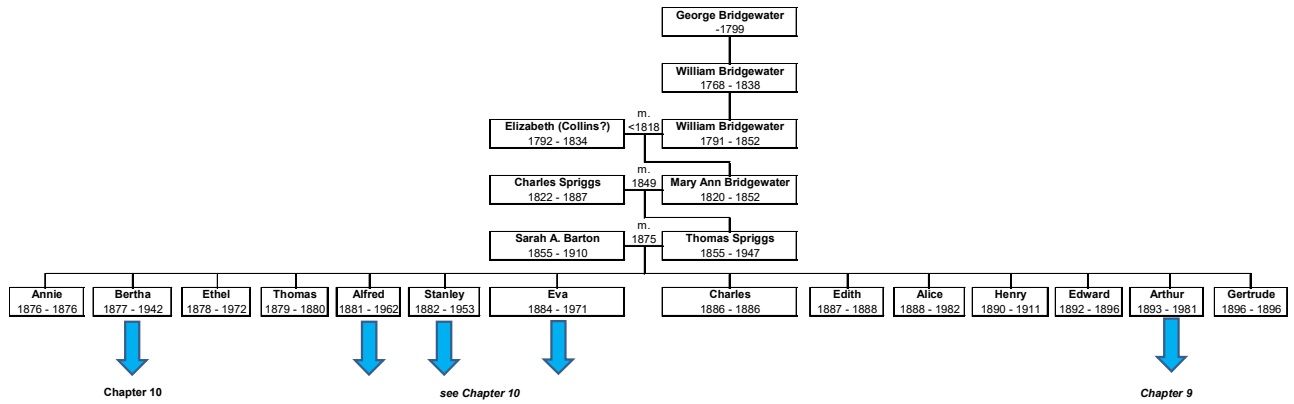 George Bridgewater
-1799
William Bridgewater
1768 - 1838
m.
<1818
Elizabeth (Collins?)
1792 - 1834
William Bridgewater
1791 - 1852
m.
1849
Charles Spriggs
1822 - 1887
Mary Ann Bridgewater
1820 - 1852
m.
1875
Sarah A. Barton
1855 - 1910
Thomas Spriggs
1855 - 1947
Annie
1876 - 1876
Bertha
1877 - 1942
Ethel
1878 - 1972
Thomas
1879 - 1880
Alfred
1881 - 1962
Stanley
1882 - 1953
Eva
1884 - 1971
Charles
1886 - 1886
Edith
1887 - 1888
Alice
1888 - 1982
Henry
1890 - 1911
Edward
1892 - 1896
Arthur
1893 - 1981
Gertrude
1896 - 1896
Chapter 10
see Chapter 10
Chapter 9